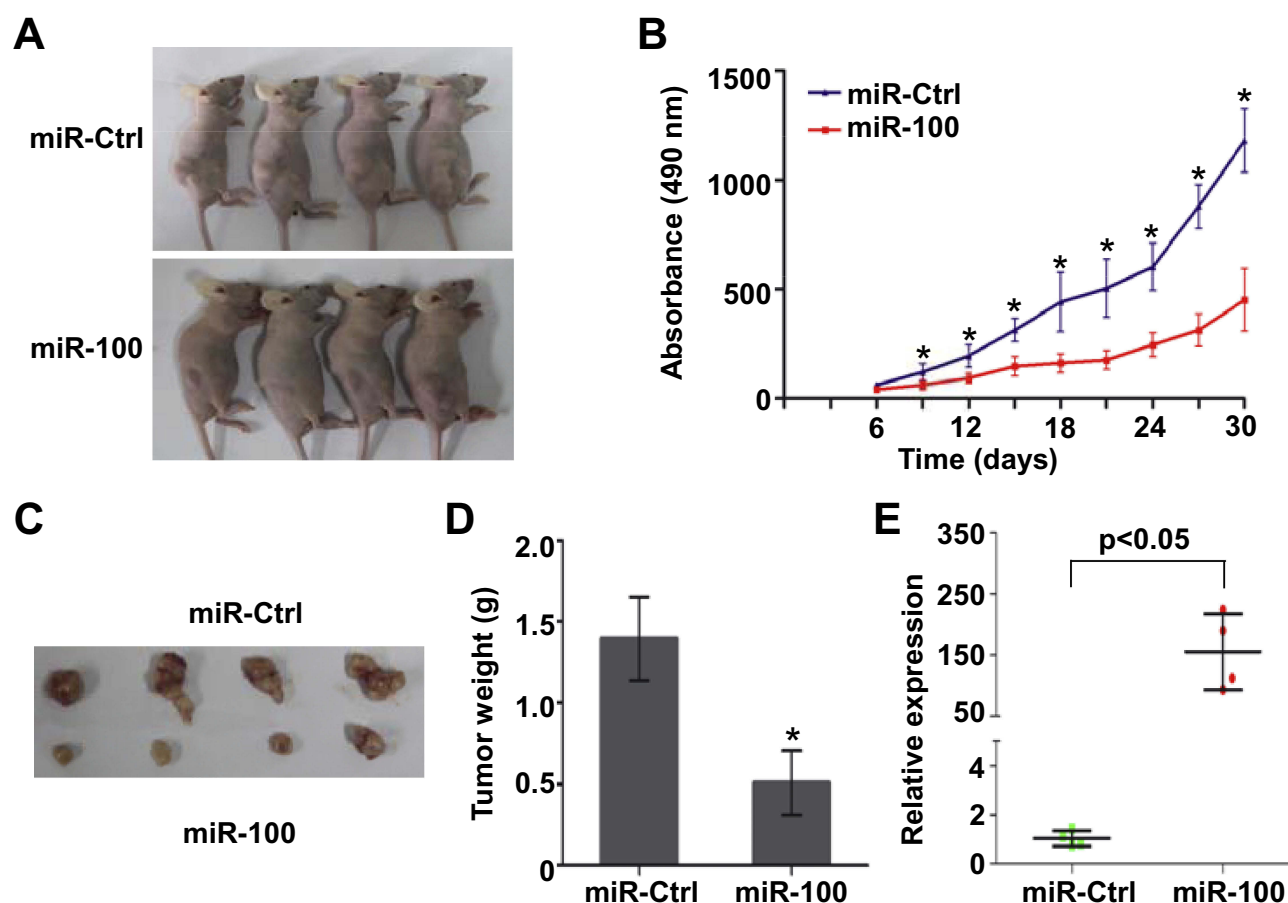 A
miR-Ctrl
miR-100
B
Absorbance (490 nm)
1500
1000
500
0
miR-Ctrl
miR-100
* * * * * * * *
6 12 18 24 30
Time (days)
C
miR-Ctrl
miR-100
D
Tumor weight (g)
2.0
1.5
1.0
0.5
0
*
miR-Ctrl miR-100
E
Relative expression
350
250
150
50
4
2
0
p<0.05
miR-Ctrl miR-100